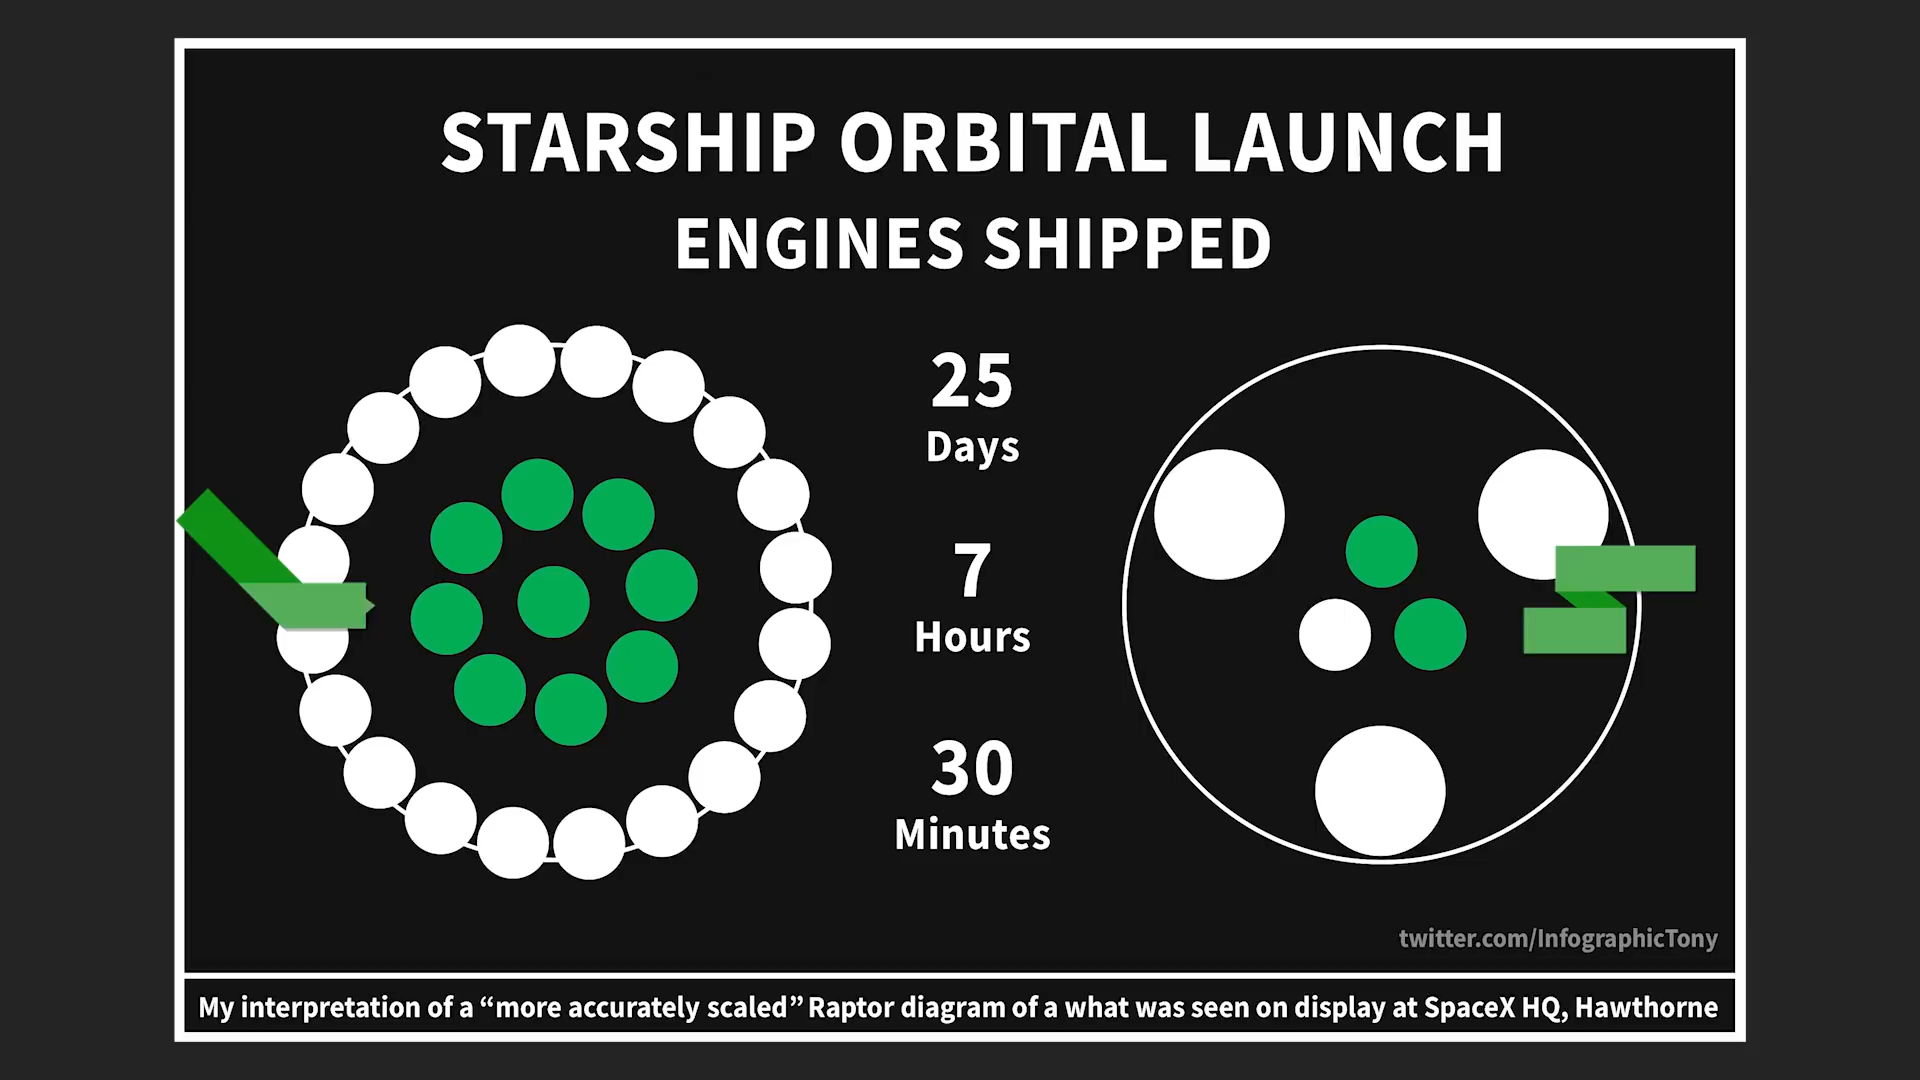 STARSHIP ORBITAL LAUNCH
ENGINES SHIPPED
25
Days
7
Hours
30
Minutes
twitter.com/InfographicTony
My interpretation of a “more accurately scaled” Raptor diagram of a what was seen on display at SpaceX HQ, Hawthorne